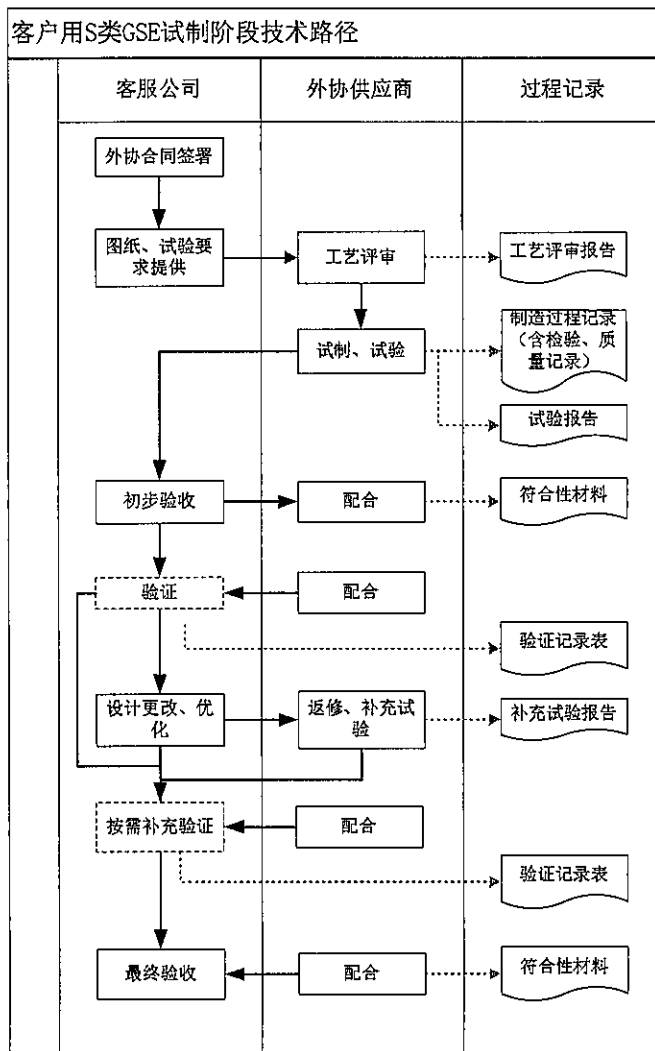 客户用S类GSE试制阶段技术路径
客服公司
外协供应商
过程记录
外协合同签署
图纸、试验要
求提供
工艺评审
工艺评审报告
试制、试验
制造过程记录
（含检验、质
量记录）
试验报告
初步验收
配合
符合性材料
验证
配合
验证记录表
设计更改、优
化
返修、补充试
验
补充试验报告
按需补充验证
配合
验证记录表
最终验收
配合
符合性材料